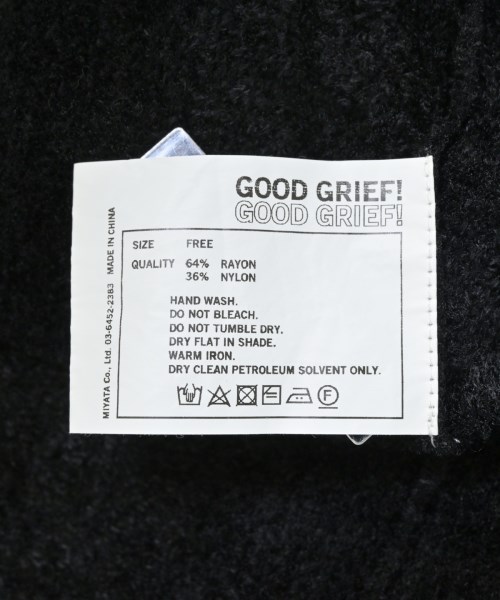 GOOD GRIEF!
GOOD GRIEF!
SIZE FREE
QUALITY 64% RAYON
36% NYLON
HAND WASH.
DO NOT BLEACH.
DO NOT TUMBLE DRY.
DRY FLAT IN SHADE.
WARM IRON.
DRY CLEAN PETROLEUM SOLVENT ONLY.
F
MIYATA Co., Ltd. 03-6452-2383 MADE IN CHINA